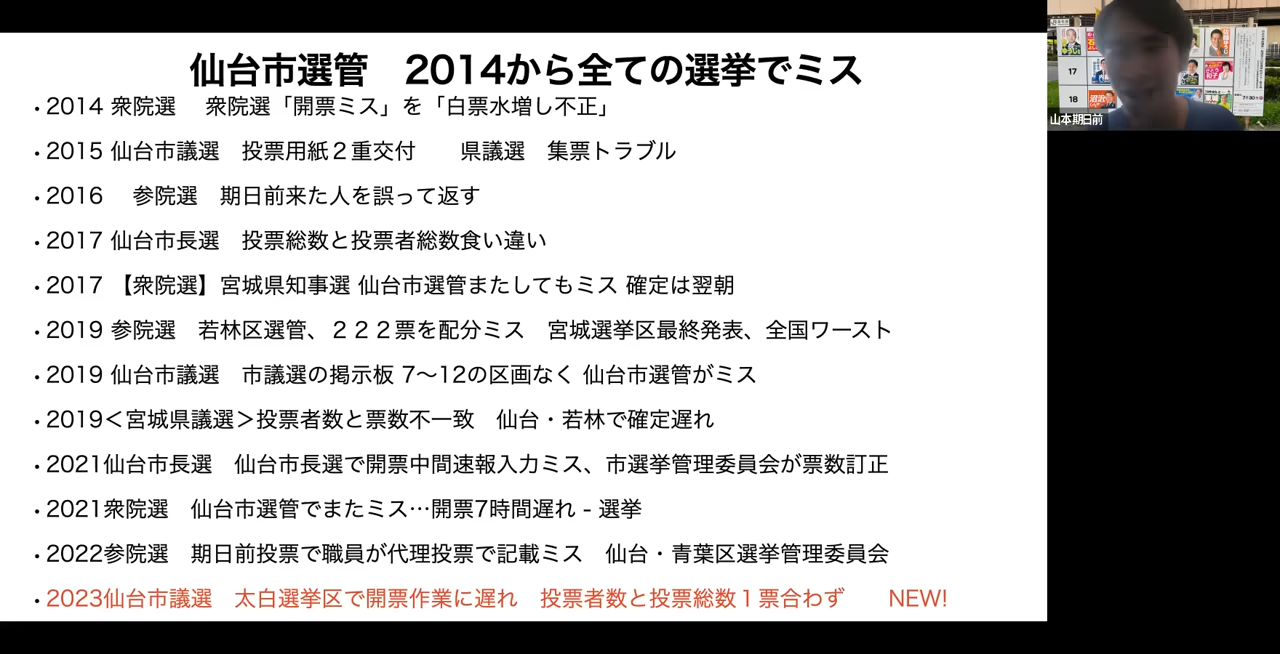 仙台市選管　2014から全ての選挙でミス
・2014 衆院選　衆院選「開票ミス」を「白票水増し不正」
・2015 仙台市議選　投票用紙２重交付　　県議選　集票トラブル
・2016　参院選　期日前来た人を誤って返す
・2017 仙台市長選　投票総数と投票者総数食い違い
・2017 【衆院選】宮城県知事選 仙台市選管またしてもミス 確定は翌朝
・2019 参院選　若林区選管、２２２票を配分ミス　宮城選挙区最終発表、全国ワースト
・2019 仙台市議選　市議選の掲示板 7〜12の区画なく 仙台市選管がミス
・2019＜宮城県議選＞投票者数と票数不一致　仙台・若林で確定遅れ
・2021仙台市長選　仙台市長選で開票中間速報入力ミス、市選挙管理委員会が票数訂正
・2021衆院選　仙台市選管でまたミス…開票7時間遅れ - 選挙
・2022参院選　期日前投票で職員が代理投票で記載ミス　仙台・青葉区選挙管理委員会
・2023仙台市議選　太白選挙区で開票作業に遅れ　投票者数と投票総数１票合わず　　NEW!
17
18
山本期日前